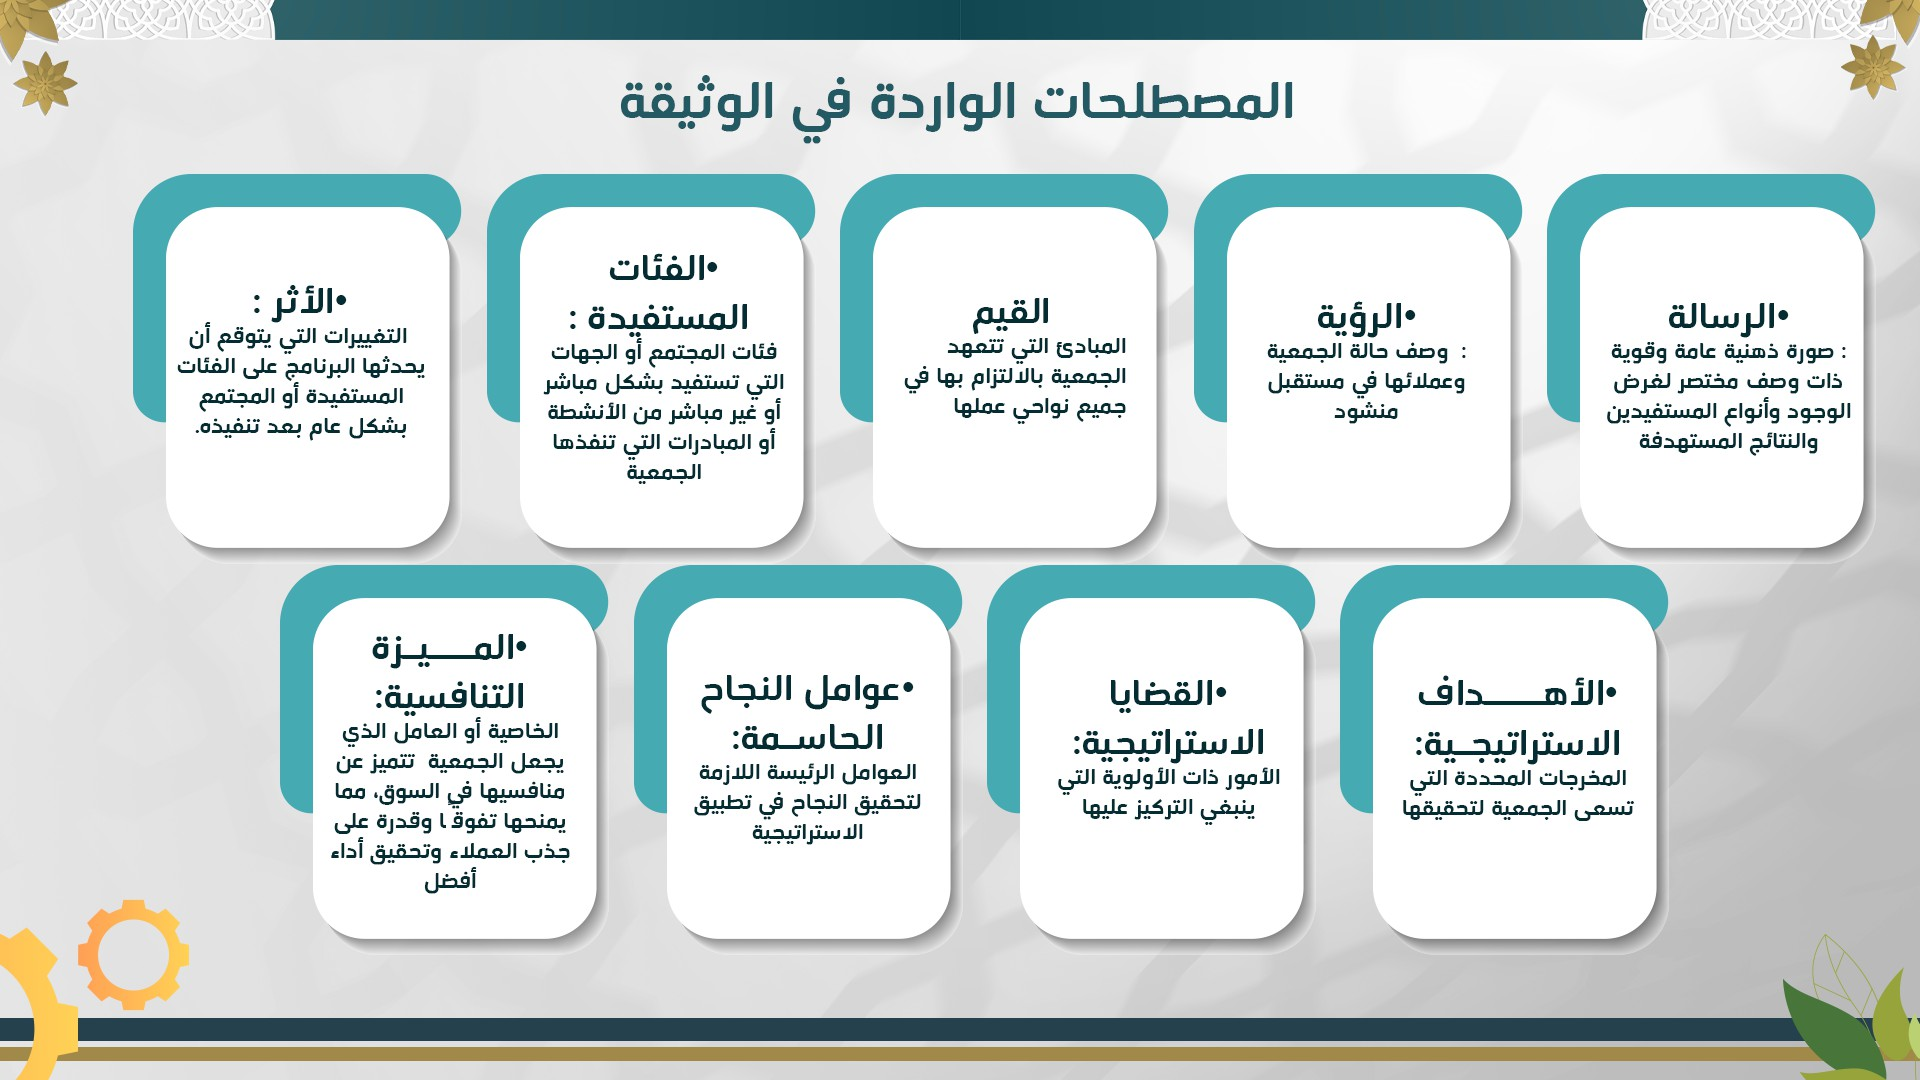 المصطلحات الواردة في الوثيقة
•الرسالة
: صورة ذهنية عامة وقوية
ذات وصف مختصر لغرض
الوجود وأنواع المستفيدين
والنتائج المستهدفة
•الرؤية
: وصف حالة الجمعية
وعملائها في مستقبل
منشود
القيم
المبادئ التي تتعهد
الجمعية بالالتزام بها في
جميع نواحي عملها
•الفئات
المستفيدة :
فئات المجتمع أو الجهات
التي تستفيد بشكل مباشر
أو غير مباشر من الأنشطة
أو المبادرات التي تنفذها
الجمعية
•الأثر :
التغييرات التي يتوقع أن
يحدثها البرنامج على الفئات
المستفيدة أو المجتمع
بشكل عام بعد تنفيذه.
•الأهــــــداف
الاستراتيجــية:
المخرجات المحددة التي
تسعى الجمعية لتحقيقها
•القضايا
الاستراتيجية:
الأمور ذات الأولوية التي
ينبغي التركيز عليها
•عوامل النجاح
الحاســمة:
العوامل الرئيسة اللازمة
لتحقيق النجاح في تطبيق
الاستراتيجية
•المـــــيــزة
التنافسية:
الخاصية أو العامل الذي
يجعل الجمعية تتميز عن
منافسيها في السوق، مما
يمنحها تفوقًا وقدرة على
جذب العملاء وتحقيق أداء
أفضل